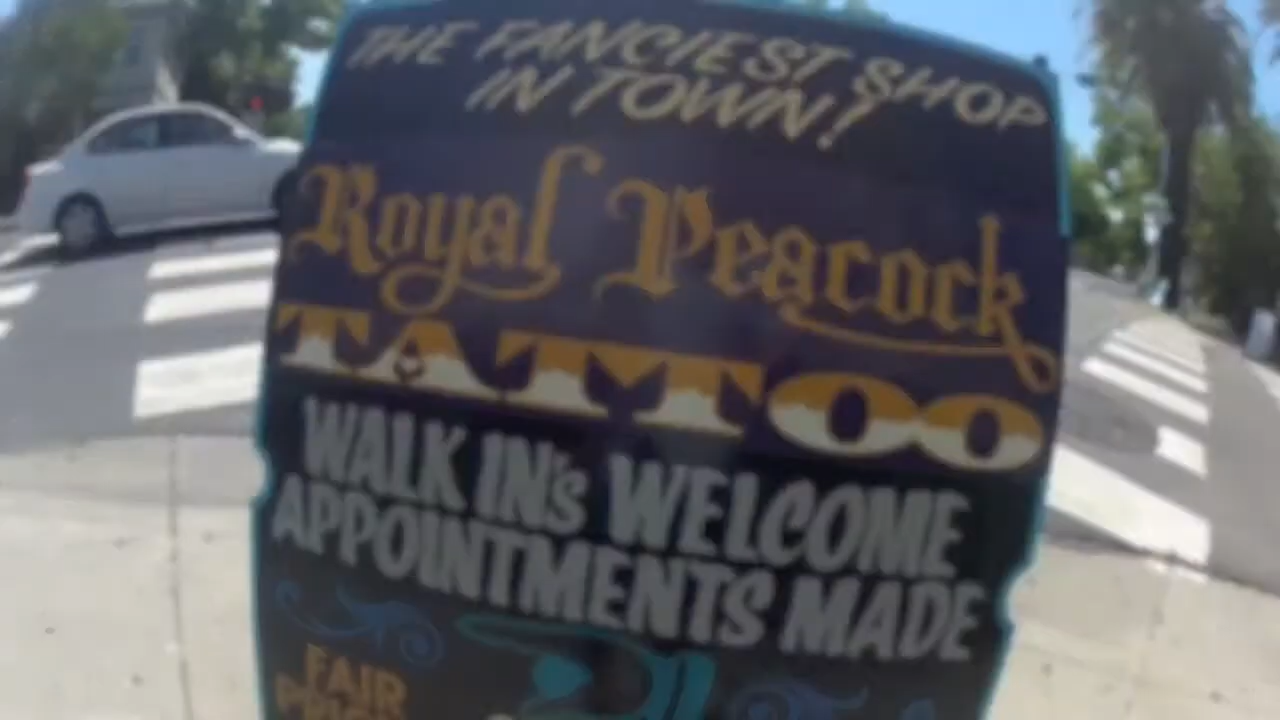 THE FANCIEST SHOP
IN TOWN!
Royal Peacock
TATTOO
WALK IN's WELCOME
APPOINTMENTS MADE
FAIR